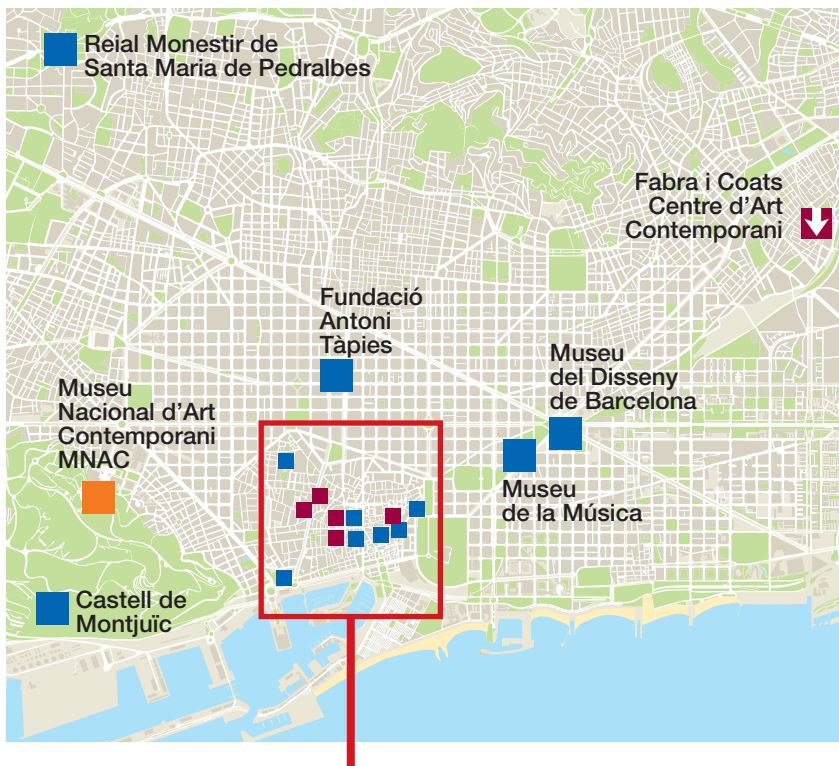 Reial Monestir de
Santa Maria de Pedralbes
Fabra i Coats
Centre d'Art
Contemporani
Fundació
Antoni
Tàpies
Museu
del Disseny
de Barcelona
Museu
Nacional d'Art
Contemporani
MNAC
Museu
de la Música
Castell de
Montjuïc